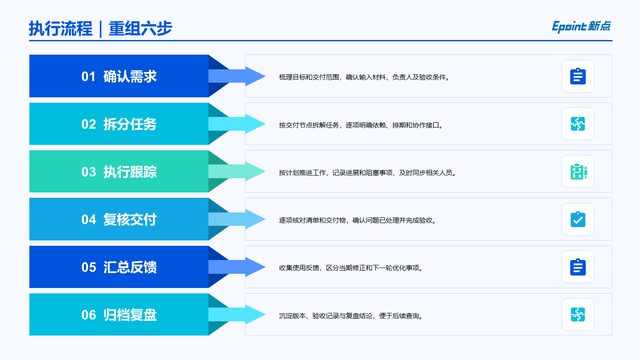 执行流程｜重组六步
Epoint新点
01 确认需求
梳理目标和交付范围，确认输入材料、负责人及验收条件。
02 拆分任务
按交付节点拆解任务，逐项明确依赖、排期和协作接口。
03 执行跟踪
按计划推进工作，记录进展和阻塞事项，及时同步相关人员。
04 复核交付
逐项核对清单和交付物，确认问题已处理并完成验收。
05 汇总反馈
收集使用反馈，区分当期修正和下一轮优化事项。
06 归档复盘
沉淀版本、验收记录与复盘结论，便于后续查询。